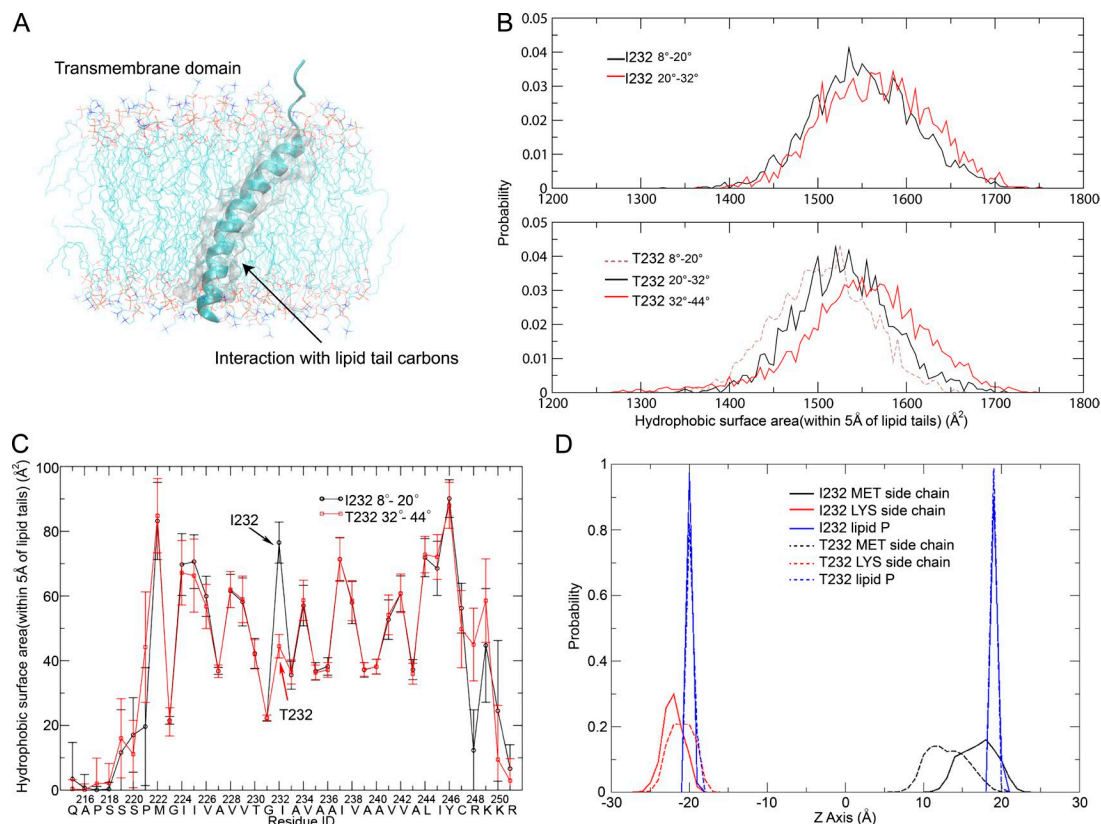 A
Transmembrane domain
Interaction with lipid tail carbons
B
0.05
0.04
0.03
0.02
0.01
0
1200 1300 1400 1500 1600 1700 1800
I232 8°-20°
I232 20°-32°
Probability
0.05
0.04
0.03
0.02
0.01
0
1200 1300 1400 1500 1600 1700 1800
T232 8°-20°
T232 20°-32°
T232 32°-44°
Hydrophobic surface area(within 5Å of lipid tails) (Å²)
C
Hydrophobic surface area(within 5Å of lipid tails) (Å²)
100
80
60
40
20
0
I232 8°- 20°
T232 32°- 44°
I232
T232
216 218 220 222 224 226 228 230 232 234 236 238 240 242 244 246 248 250
Q A P S S S P M G I I V A V V T G I A V A A I V A A V V A L I Y C R K K R
Residue ID
D
Probability
1
0.8
0.6
0.4
0.2
0
I232 MET side chain
I232 LYS side chain
I232 lipid P
T232 MET side chain
T232 LYS side chain
T232 lipid P
-30 -20 -10 0 10 20 30
Z Axis (Å)